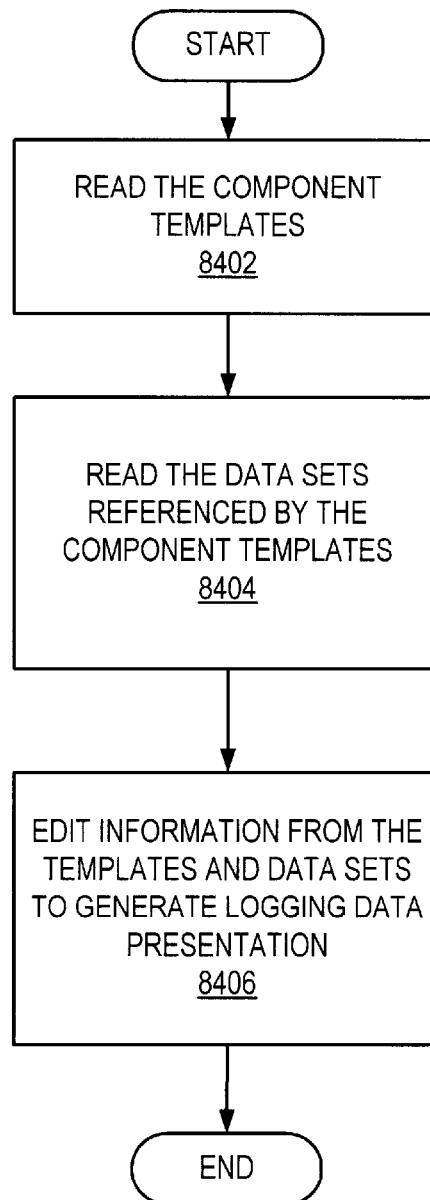 START
READ THE COMPONENT
TEMPLATES
8402
READ THE DATA SETS
REFERENCED BY THE
COMPONENT TEMPLATES
8404
EDIT INFORMATION FROM THE
TEMPLATES AND DATA SETS
TO GENERATE LOGGING DATA
PRESENTATION
8406
END